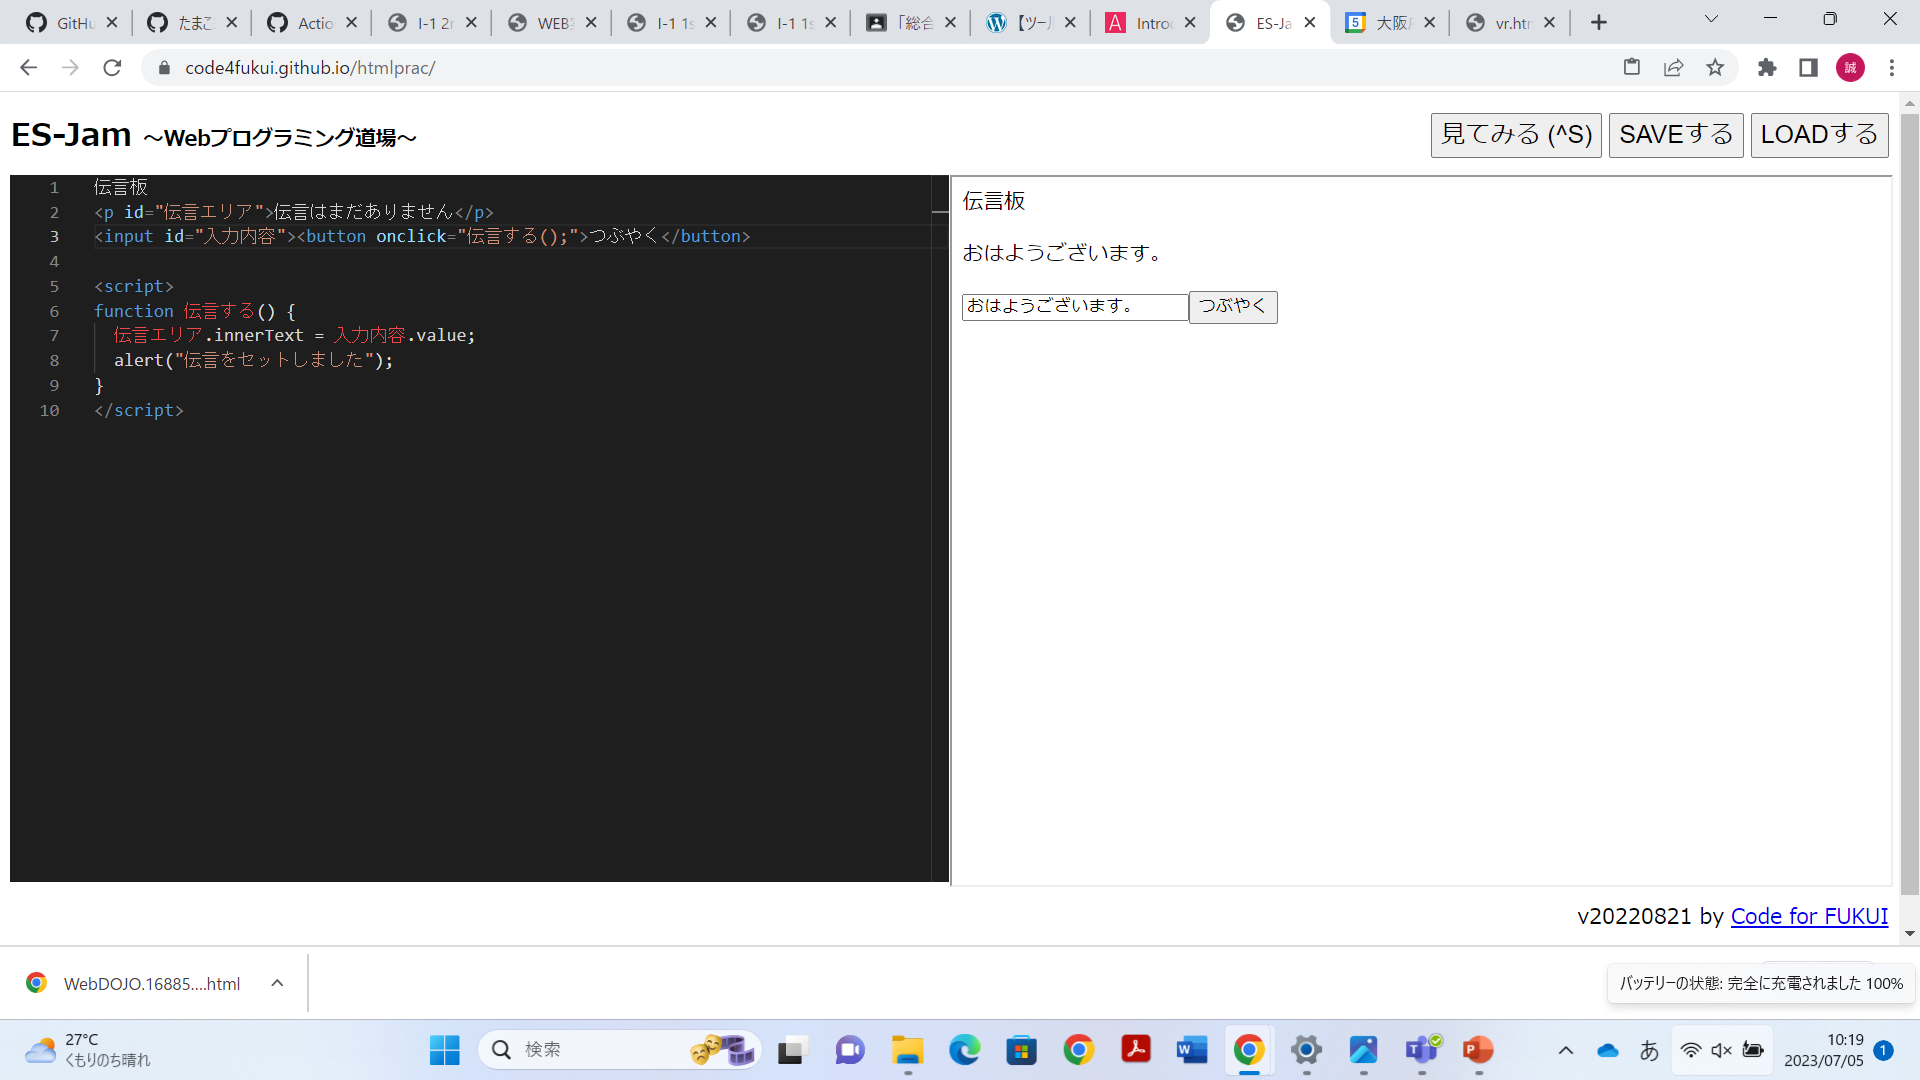 GitHu
たまご
Actio
I-1 2r
WEB
I-1 1s
I-1 1s
「総合
【ツール
Introd
ES-Ja
5
大阪
vr.htm
code4fukui.github.io/htmlprac/
誠
ES-Jam ～Webプログラミング道場～
見てみる (^S) SAVEする LOADする
1 伝言板
2 <p id="伝言エリア">伝言はまだありません</p>
3 <input id="入力内容"><button onclick="伝言する();">つぶやく</button>
4
5 <script>
6 function 伝言する() {
7 伝言エリア.innerText = 入力内容.value;
8 alert("伝言をセットしました");
9 }
10 </script>
伝言板
おはようございます。
おはようございます。 つぶやく
v20220821 by Code for FUKUI
WebDOJO.16885....html
バッテリーの状態: 完全に充電されました 100%
27°C
くもりのち晴れ
検索
あ
10:19
2023/07/05
1